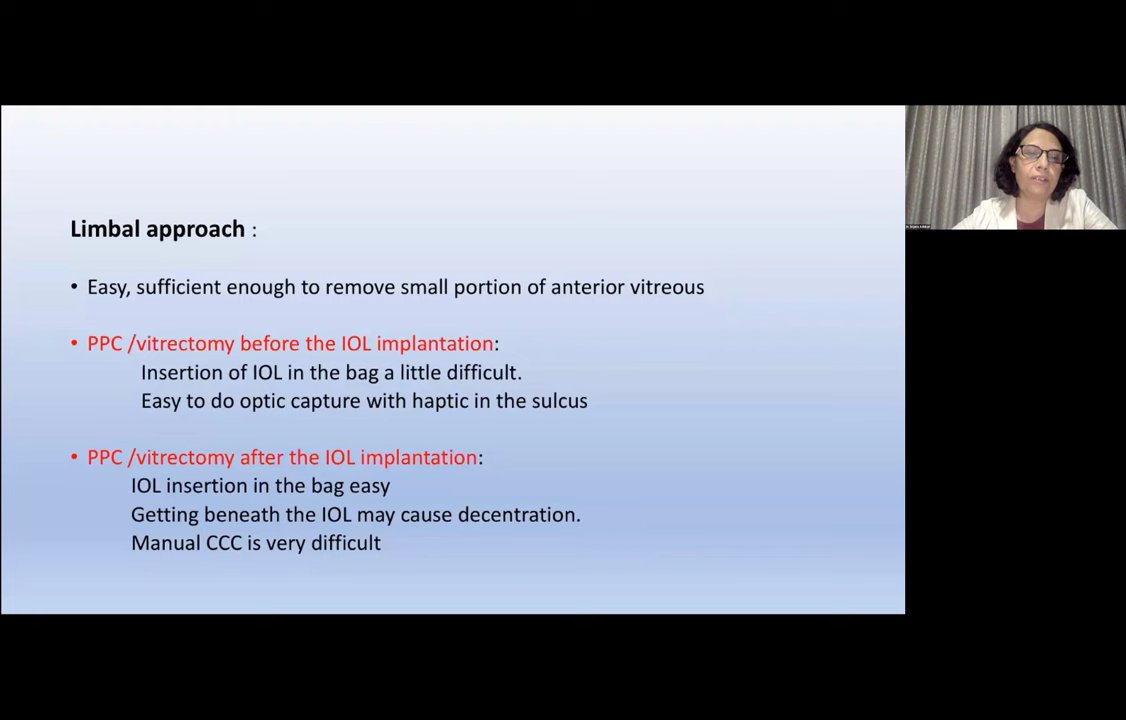 Limbal approach :
• Easy, sufficient enough to remove small portion of anterior vitreous
• PPC /vitrectomy before the IOL implantation:
Insertion of IOL in the bag a little difficult.
Easy to do optic capture with haptic in the sulcus
• PPC /vitrectomy after the IOL implantation:
IOL insertion in the bag easy
Getting beneath the IOL may cause decentration.
Manual CCC is very difficult